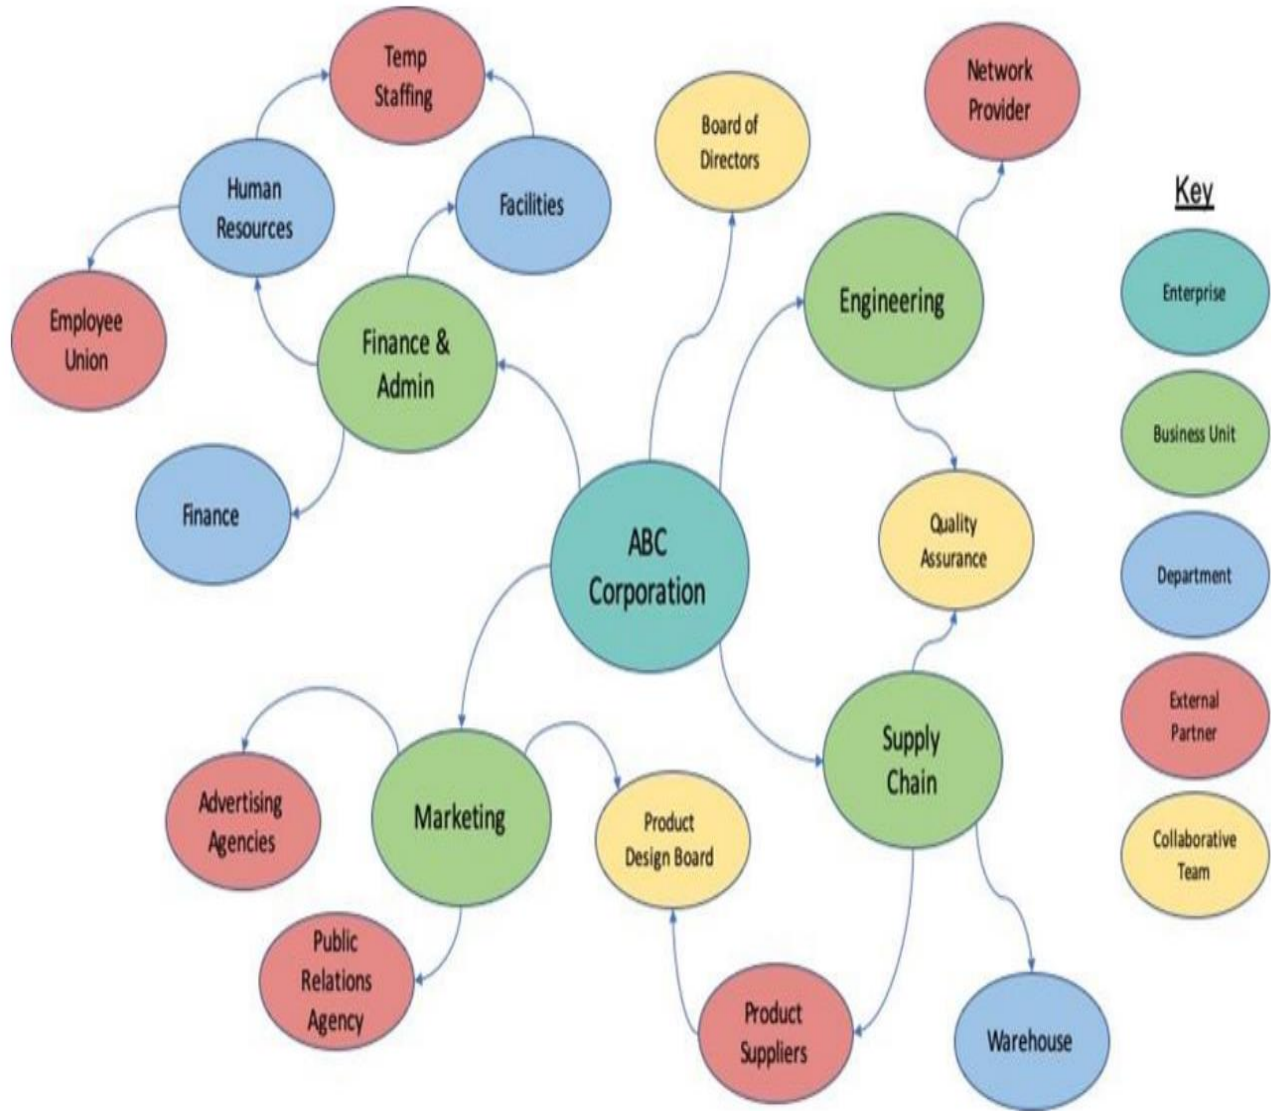 Temp
Staffing
Network
Provider
Board of
Directors
Human
Resources
Facilities
Key
Employee
Union
Finance &
Admin
Engineering
Enterprise
Business Unit
Finance
ABC
Corporation
Quality
Assurance
Department
External
Partner
Supply
Chain
Advertising
Agencies
Marketing
Product
Design Board
Collaborative
Team
Public
Relations
Agency
Product
Suppliers
Warehouse